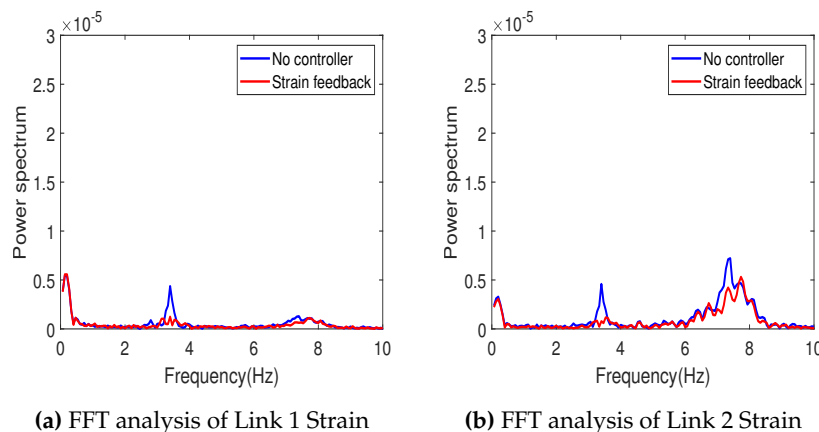 ×10-5
3
2.5
2
1.5
1
0.5
0
0 2 4 6 8 10
Power spectrum
Frequency(Hz)
No controller
Strain feedback
(a) FFT analysis of Link 1 Strain
×10-5
3
2.5
2
1.5
1
0.5
0
0 2 4 6 8 10
Power spectrum
Frequency(Hz)
No controller
Strain feedback
(b) FFT analysis of Link 2 Strain